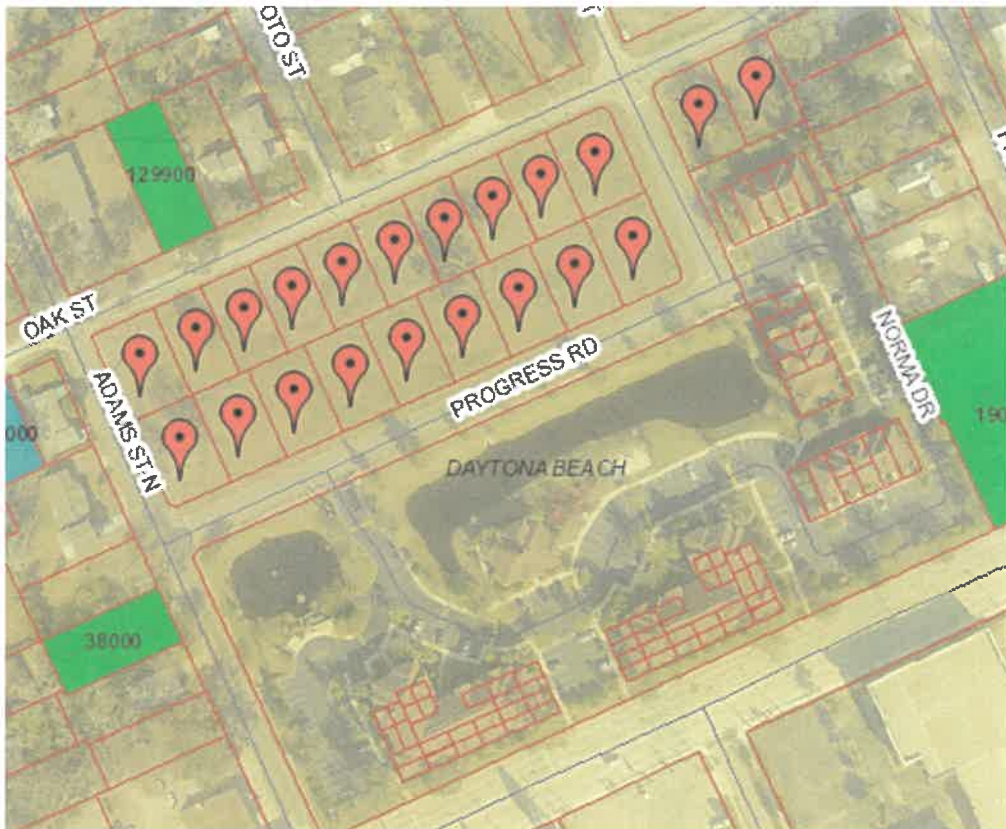 OTO ST
129900
OAK ST
ADAMS ST N
000
PROGRESS RD
NORMA DR
190
DAYTONA BEACH
38000